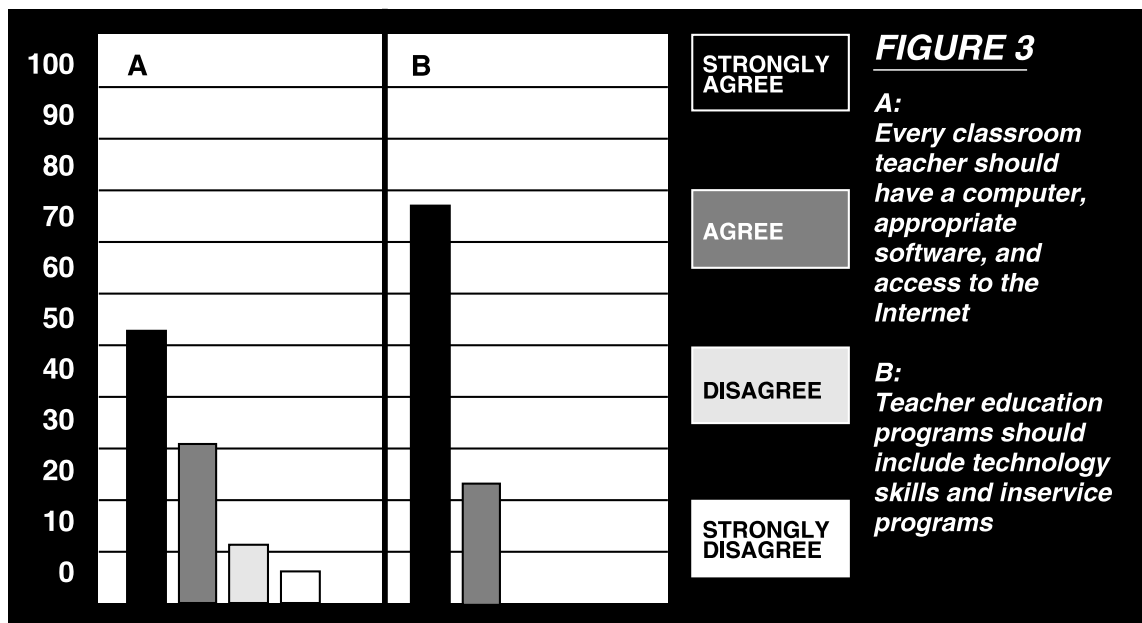 100
90
80
70
60
50
40
30
20
10
0
A
B
STRONGLY
AGREE
AGREE
DISAGREE
STRONGLY
DISAGREE
FIGURE 3
A:
Every classroom
teacher should
have a computer,
appropriate
software, and
access to the
Internet
B:
Teacher education
programs should
include technology
skills and inservice
programs